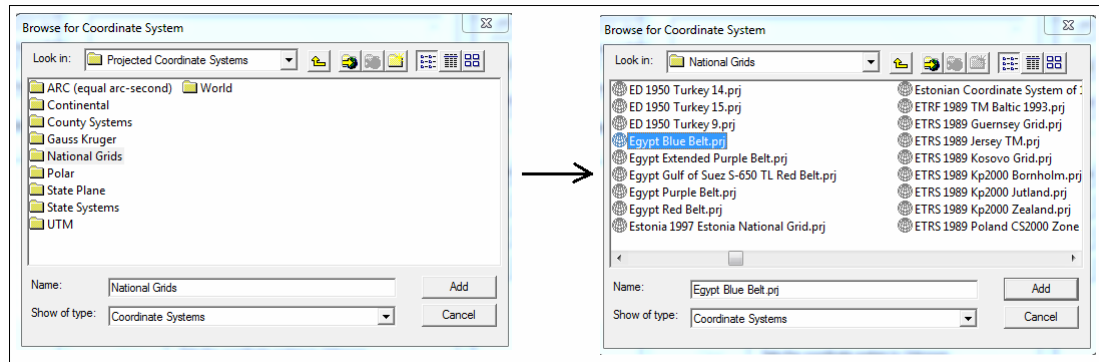 Browse for Coordinate System
Look in: Projected Coordinate Systems
ARC (equal arc-second) World
Continental
County Systems
Gauss Kruger
National Grids
Polar
State Plane
State Systems
UTM
Name: National Grids Add
Show of type: Coordinate Systems Cancel
Browse for Coordinate System
Look in: National Grids
ED 1950 Turkey 14.prj Estonian Coordinate System of
ED 1950 Turkey 15.prj ETRF 1989 TM Baltic 1993.prj
ED 1950 Turkey 9.prj ETRS 1989 Guernsey Grid.prj
Egypt Blue Belt.prj ETRS 1989 Jersey TM.prj
Egypt Extended Purple Belt.prj ETRS 1989 Kosovo Grid.prj
Egypt Gulf of Suez S-650 TL Red Belt.prj ETRS 1989 Kp2000 Bornholm.prj
Egypt Purple Belt.prj ETRS 1989 Kp2000 Jutland.prj
Egypt Red Belt.prj ETRS 1989 Kp2000 Zealand.prj
Estonia 1997 Estonia National Grid.prj ETRS 1989 Poland CS2000 Zone
Name: Egypt Blue Belt.prj Add
Show of type: Coordinate Systems Cancel